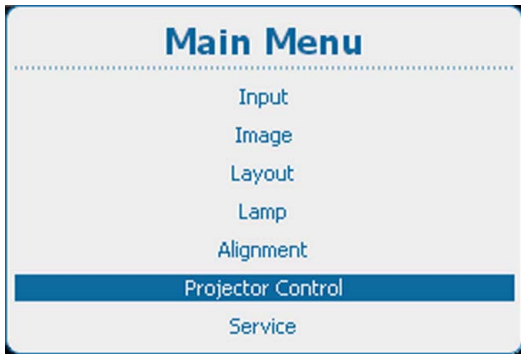 Main Menu
Input
Image
Layout
Lamp
Alignment
Projector Control
Service